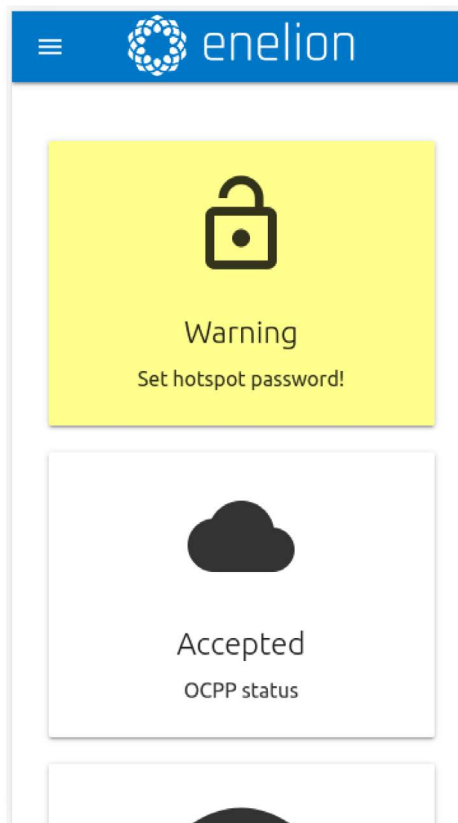 enelion
Warning
Set hotspot password!
Accepted
OCPP status